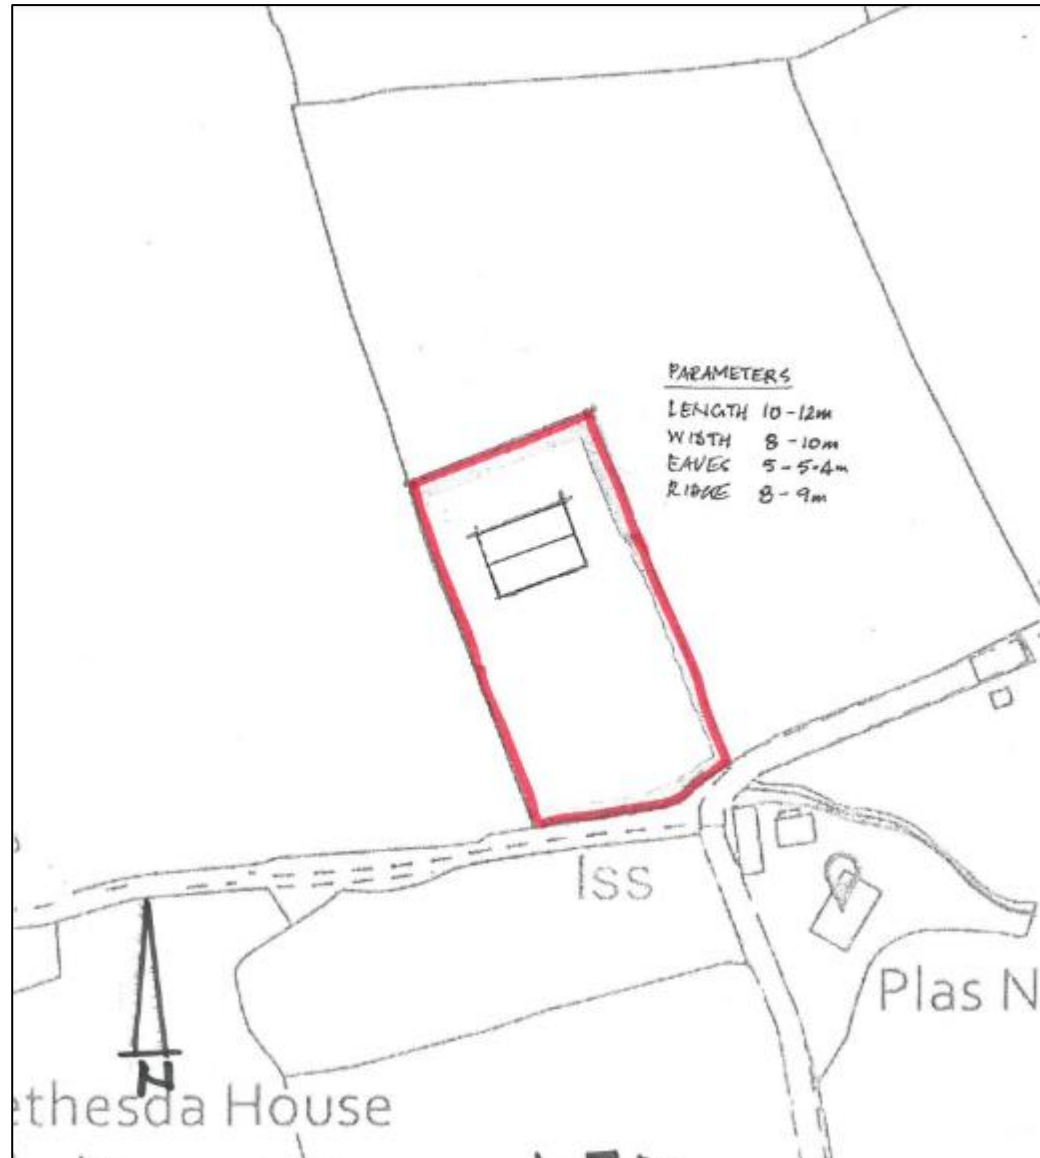 PARAMETERS
LENGTH 10-12m
WIDTH 8-10m
EAVES 5-5.4m
RIDGE 8-9m
Iss
Plas N
N
ethesda House